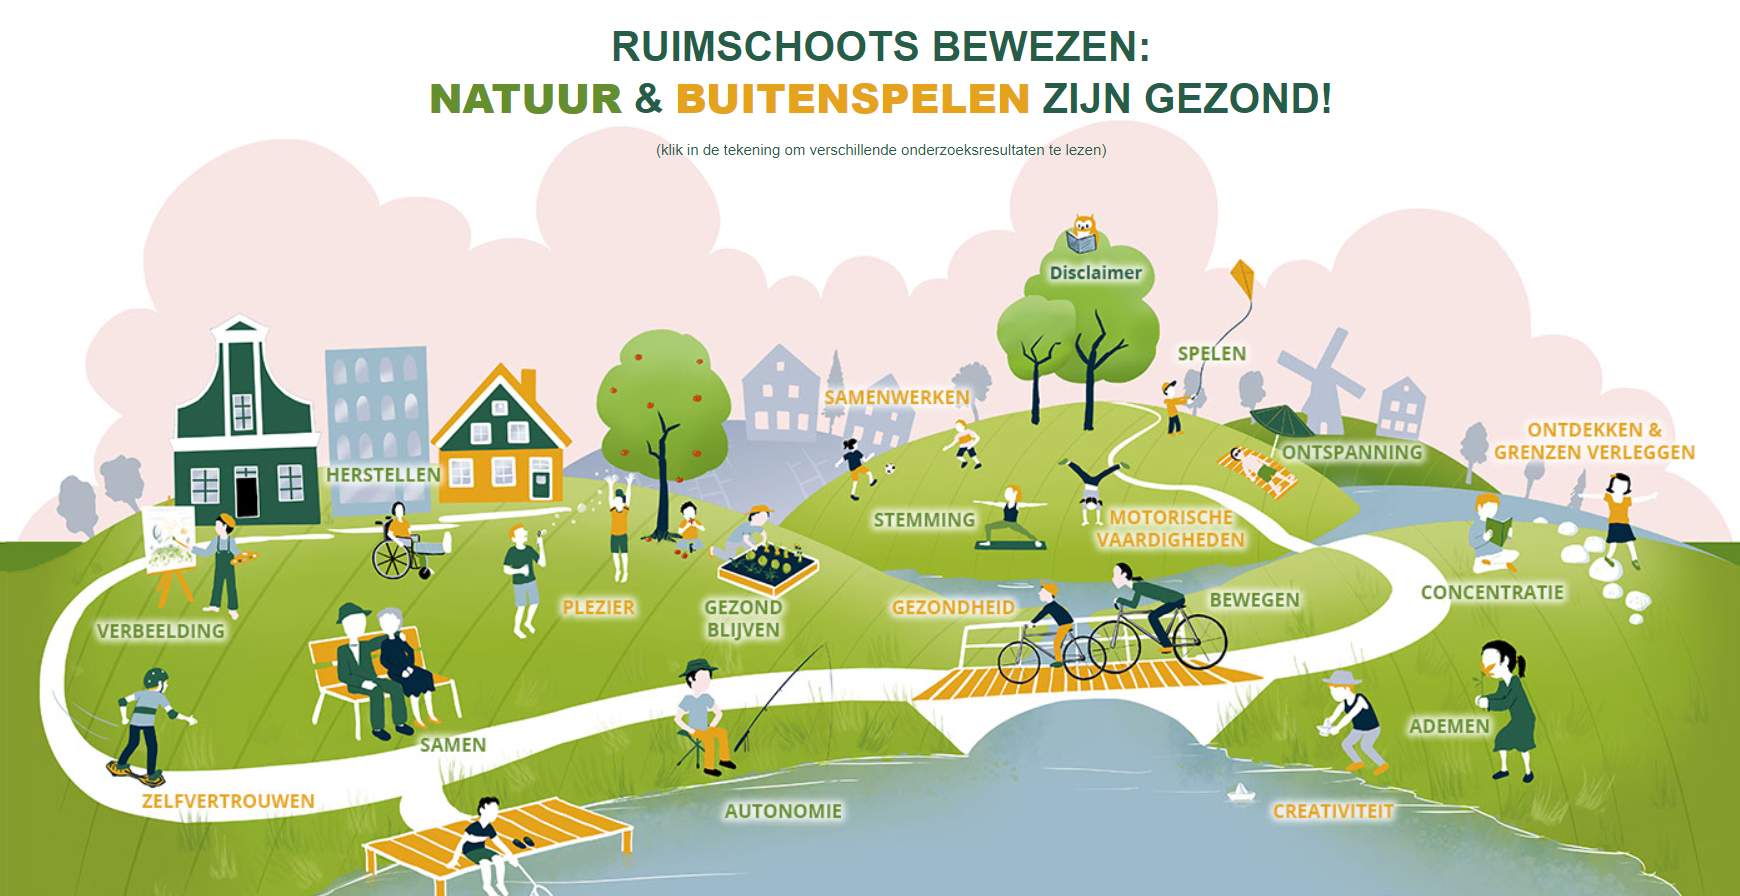 RUIMSCHOOTS BEWEZEN:
NATUUR & BUITENSPELEN ZIJN GEZOND!
(klik in de tekening om verschillende onderzoeksresultaten te lezen)
Disclaimer
SPELEN
SAMENWERKEN
ONTDEKKEN &
GRENZEN VERLEGGEN
ONTSPANNING
HERSTELLEN
STEMMING
MOTORISCHE
VAARDIGHEDEN
CONCENTRATIE
BEWEGEN
PLEZIER
GEZOND
BLIJVEN
GEZONDHEID
VERBEELDING
ADEMEN
SAMEN
ZELFVERTROUWEN
AUTONOMIE
CREATIVITEIT